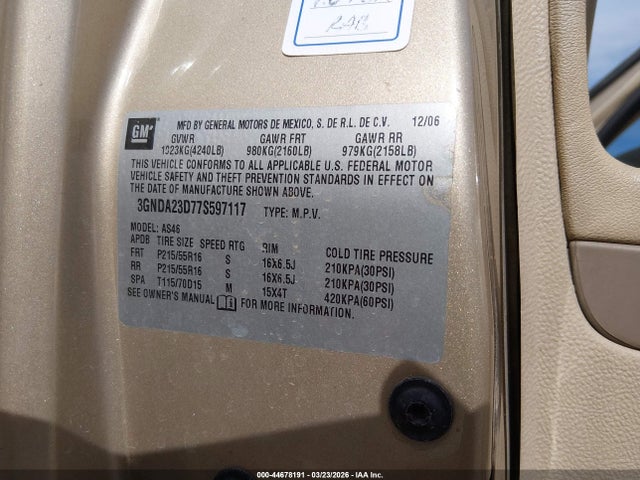 RAB
GM
MFD BY GENERAL MOTORS DE MEXICO, S. DE R.L. DE C.V. 12/06
GVWR GAWR FRT GAWR RR
1923KG(4240LB) 980KG(2160LB) 979KG(2158LB)
THIS VEHICLE CONFORMS TO ALL APPLICABLE U.S. FEDERAL MOTOR
VEHICLE SAFETY AND THEFT PREVENTION STANDARDS IN EFFECT ON
THE DATE OF MANUFACTURE SHOWN ABOVE.
3GNDA23D77S597117 TYPE: M.P.V.
MODEL: AS46
APDB TIRE SIZE SPEED RTG RIM COLD TIRE PRESSURE
FRT P215/55R16 S 16X6.5J 210KPA(30PSI)
RR P215/55R16 S 16X6.5J 210KPA(30PSI)
SPA T115/70D15 M 15X4T 420KPA(60PSI)
SEE OWNER'S MANUAL FOR MORE INFORMATION.
000-44678191 - 03/23/2026 - IAA Inc.